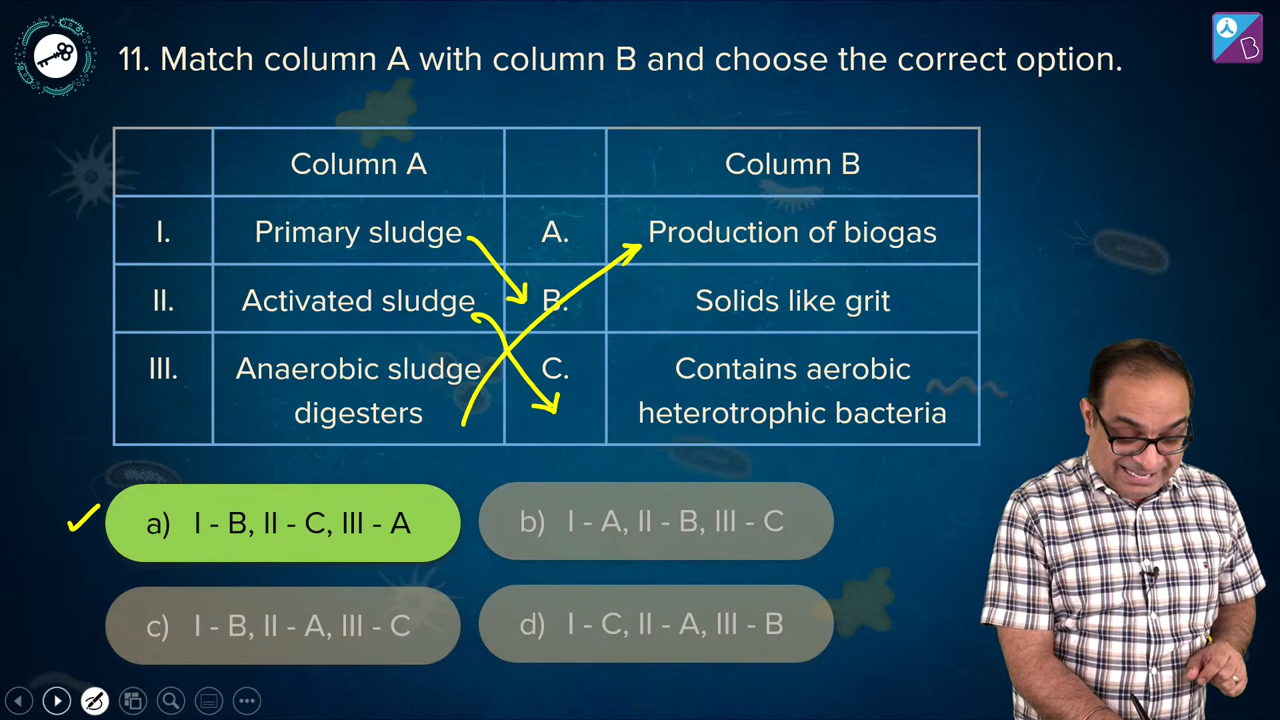 11. Match column A with column B and choose the correct option.
Column A Column B
I. Primary sludge A. Production of biogas
II. Activated sludge B. Solids like grit
III. Anaerobic sludge C. Contains aerobic
digesters heterotrophic bacteria
a) I - B, II - C, III - A b) I - A, II - B, III - C
c) I - B, II - A, III - C d) I - C, II - A, III - B
B